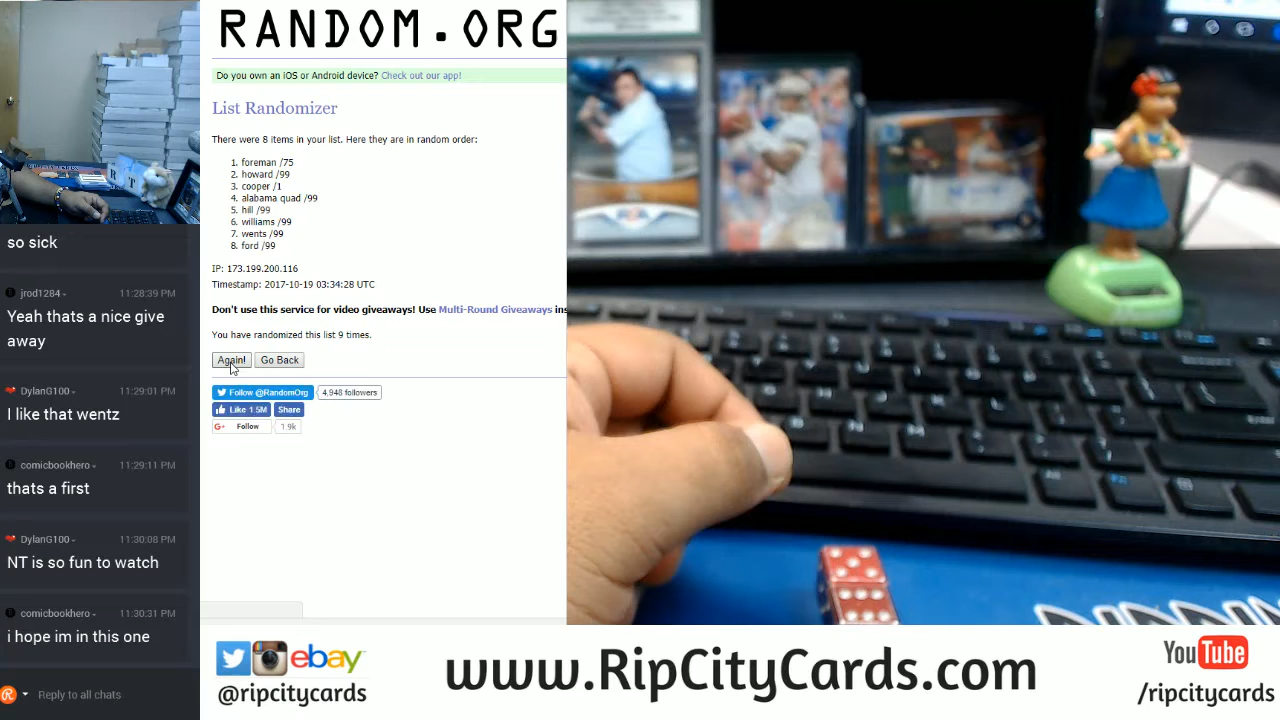 so sick
jrod1284
11:28:39 PM
Yeah thats a nice give
away
DylanG100
11:29:01 PM
I like that wentz
comicbookhero
11:29:11 PM
thats a first
DylanG100
11:30:08 PM
NT is so fun to watch
comicbookhero
11:30:31 PM
i hope im in this one
Reply to all chats
RANDOM.ORG
Do you own an iOS or Android device? Check out our app!
List Randomizer
There were 8 items in your list. Here they are in random order:
1. foreman /75
2. howard /99
3. cooper /1
4. alabama quad /99
5. hill /99
6. williams /99
7. wents /99
8. ford /99
IP: 173.199.200.116
Timestamp: 2017-10-19 03:34:28 UTC
Don't use this service for video giveaways! Use Multi-Round Giveaways ins
You have randomized this list 9 times.
Again! Go Back
Follow @RandomOrg 4,948 followers
Like 1.5M Share
G+ Follow 1.9k
ebay
@ripcitycards
www.RipCityCards.com
YouTube
/ripcitycards